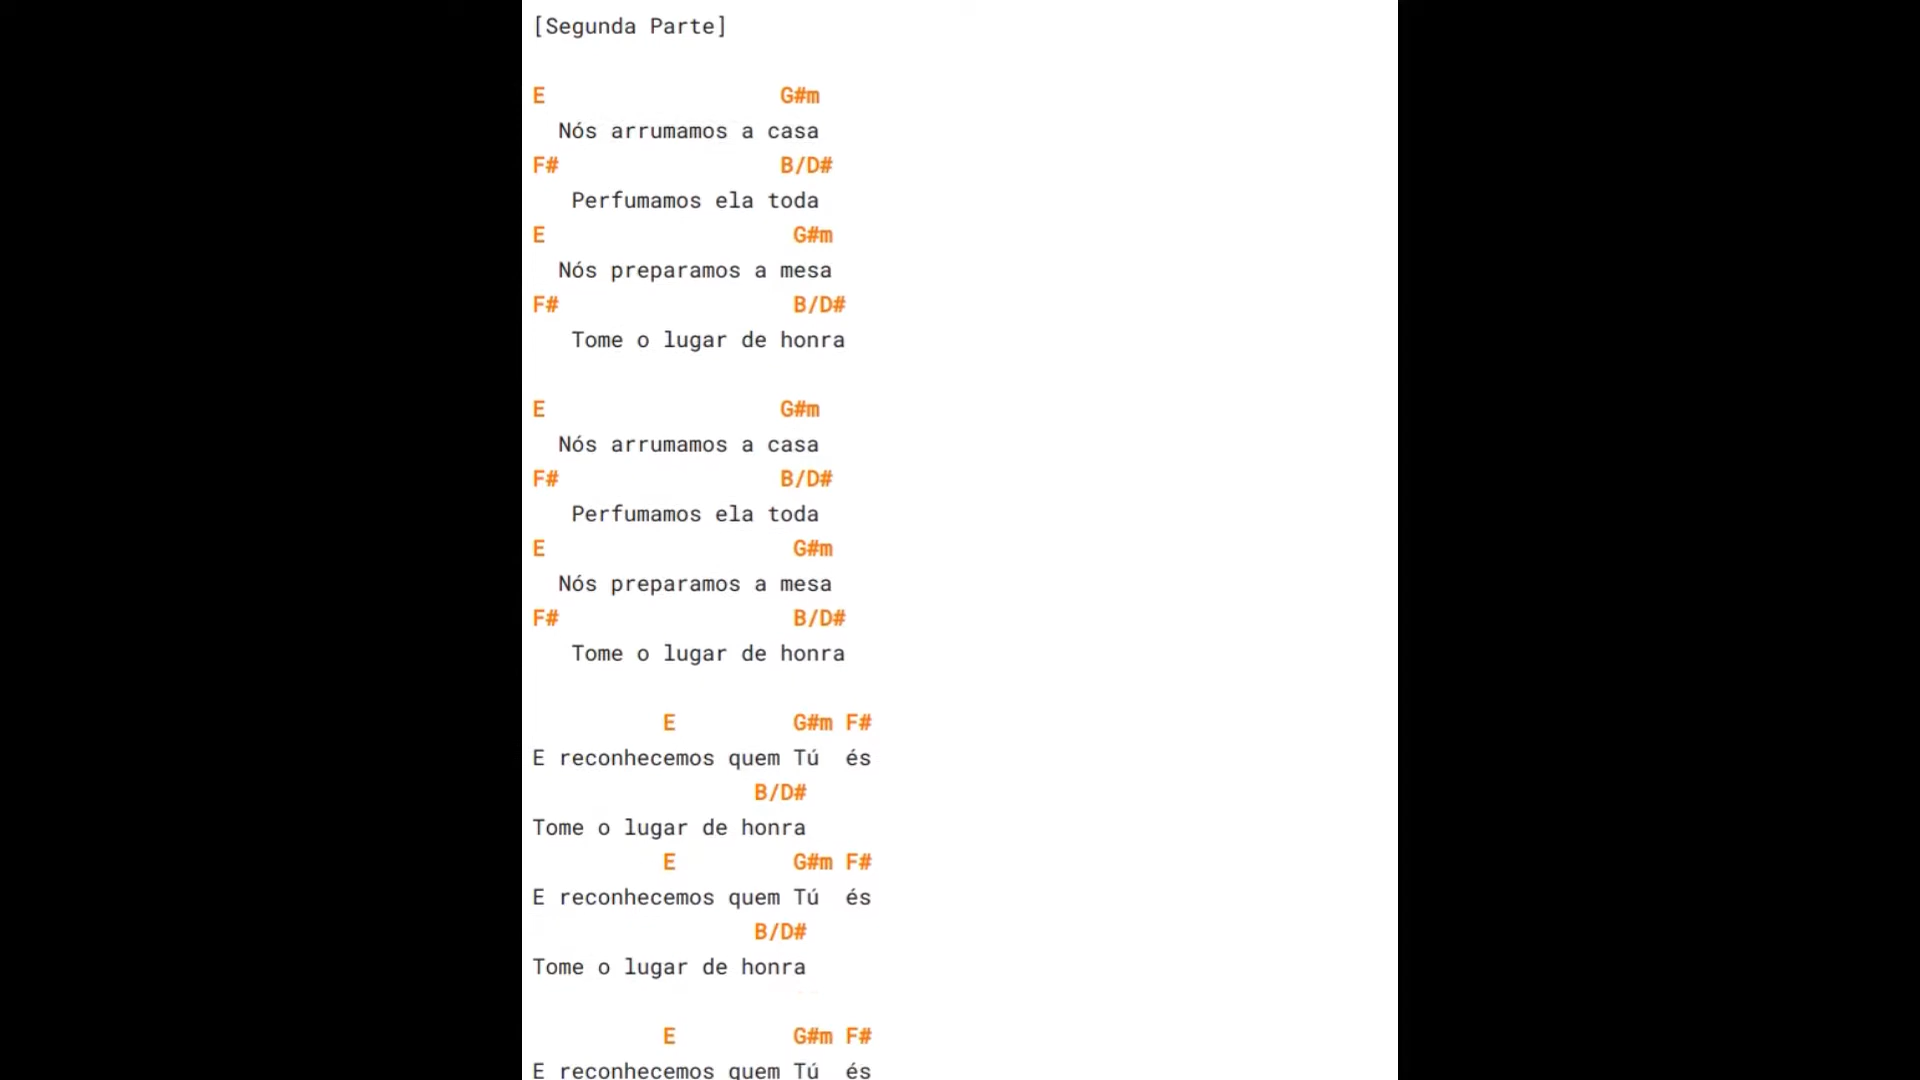 [Segunda Parte]
E                  G#m
  Nós arrumamos a casa
F#                 B/D#
   Perfumamos ela toda
E                   G#m
  Nós preparamos a mesa
F#                  B/D#
   Tome o lugar de honra
E                  G#m
  Nós arrumamos a casa
F#                 B/D#
   Perfumamos ela toda
E                   G#m
  Nós preparamos a mesa
F#                  B/D#
   Tome o lugar de honra
          E         G#m F#
E reconhecemos quem Tú  és
                 B/D#
Tome o lugar de honra
          E         G#m F#
E reconhecemos quem Tú  és
                 B/D#
Tome o lugar de honra
          E         G#m F#
E reconhecemos quem Tú  és